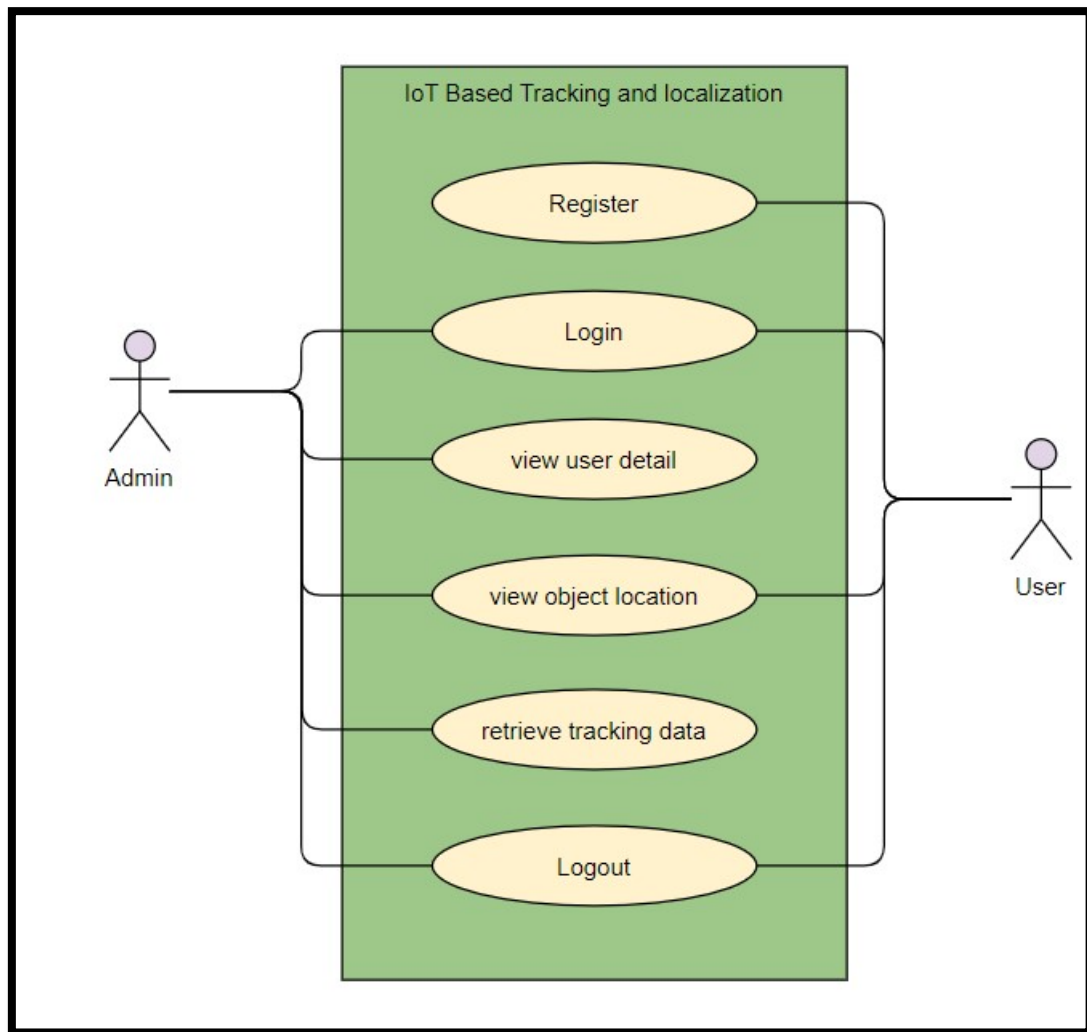 IoT Based Tracking and localization
Register
Login
view user detail
Admin
view object location
User
retrieve tracking data
Logout